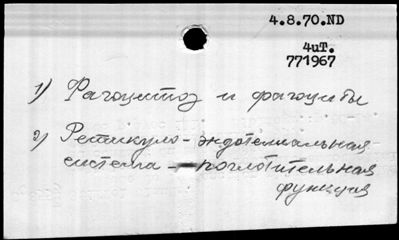 4.8.70.ND
4uT.
771967
1) Фагоцитоз и фагоциты
2) Ретикуло-эндотелиальная
система - поглотительная
функция